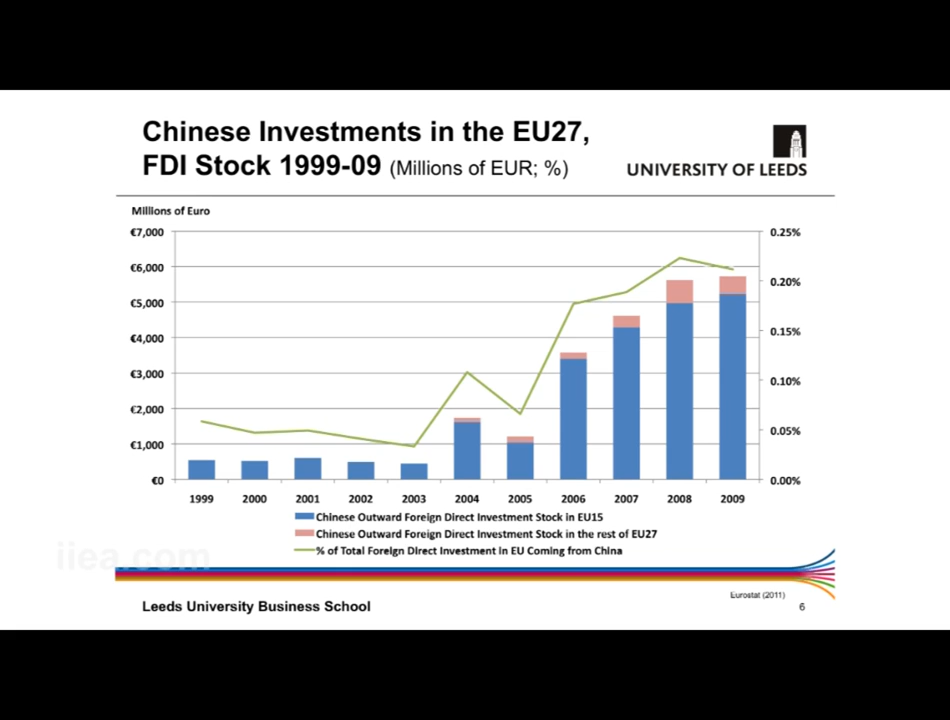 Chinese Investments in the EU27,
FDI Stock 1999-09 (Millions of EUR; %)
UNIVERSITY OF LEEDS
Millions of Euro
€7,000
€6,000
€5,000
€4,000
€3,000
€2,000
€1,000
€0
0.25%
0.20%
0.15%
0.10%
0.05%
0.00%
1999 2000 2001 2002 2003 2004 2005 2006 2007 2008 2009
Chinese Outward Foreign Direct Investment Stock in EU15
Chinese Outward Foreign Direct Investment Stock in the rest of EU27
% of Total Foreign Direct Investment in EU Coming from China
iiea.com
Eurostat (2011)
Leeds University Business School
6